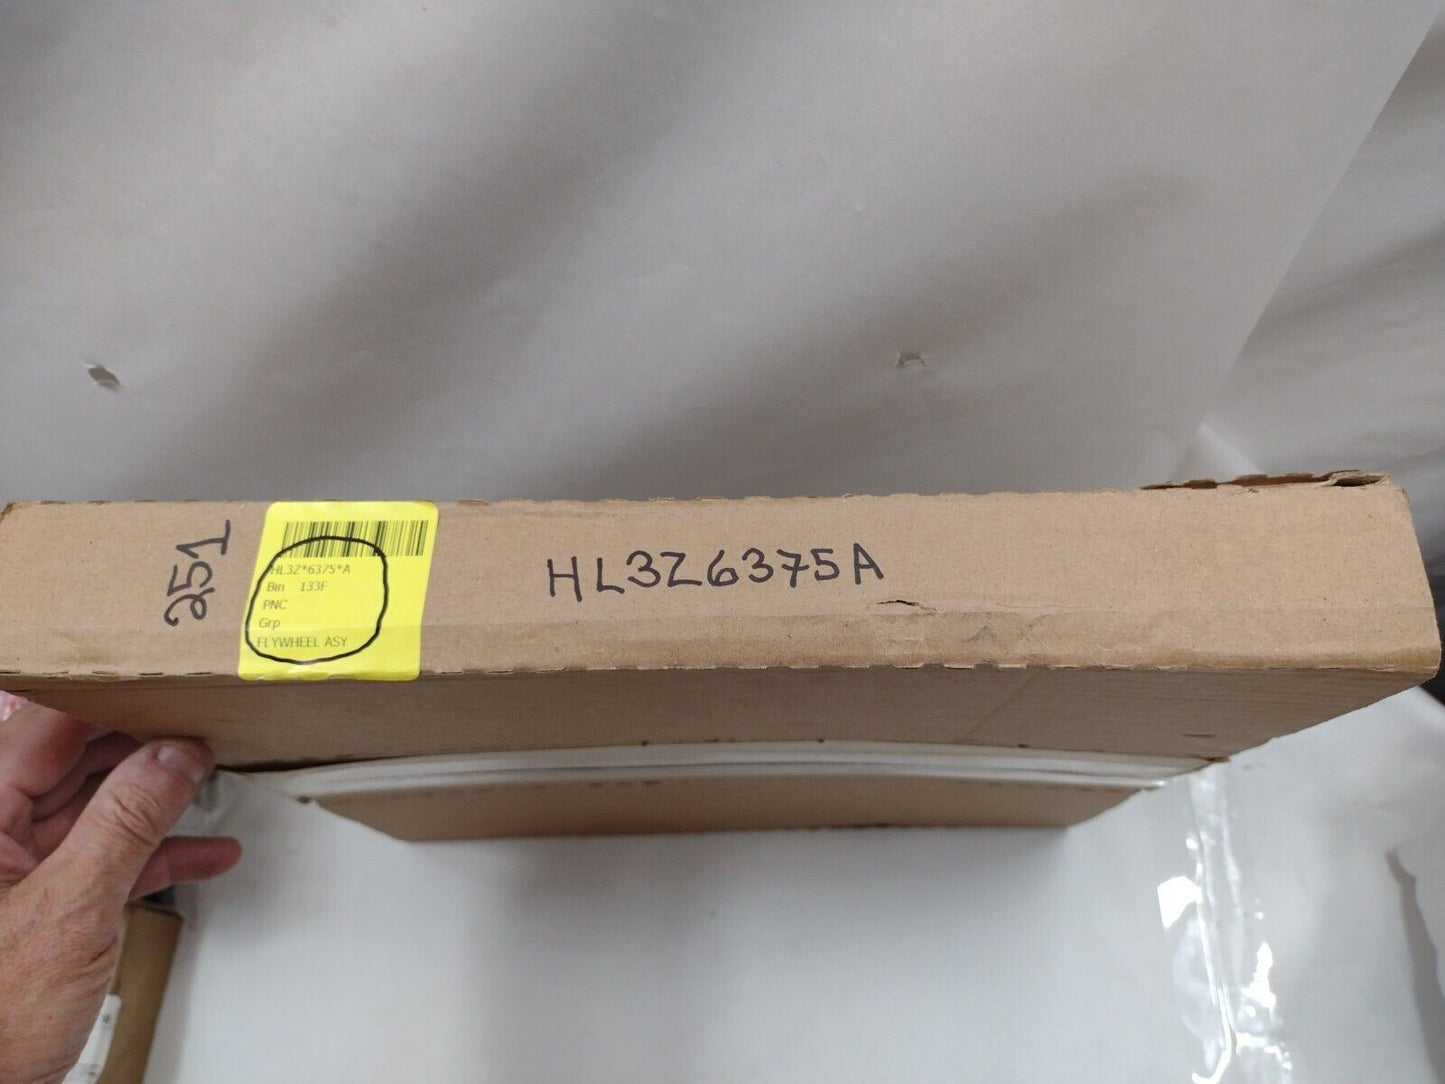 251
HL3Z*6375*A
Bin 133F
PNC
Grp
FLYWHEEL ASY
HL3Z6375A